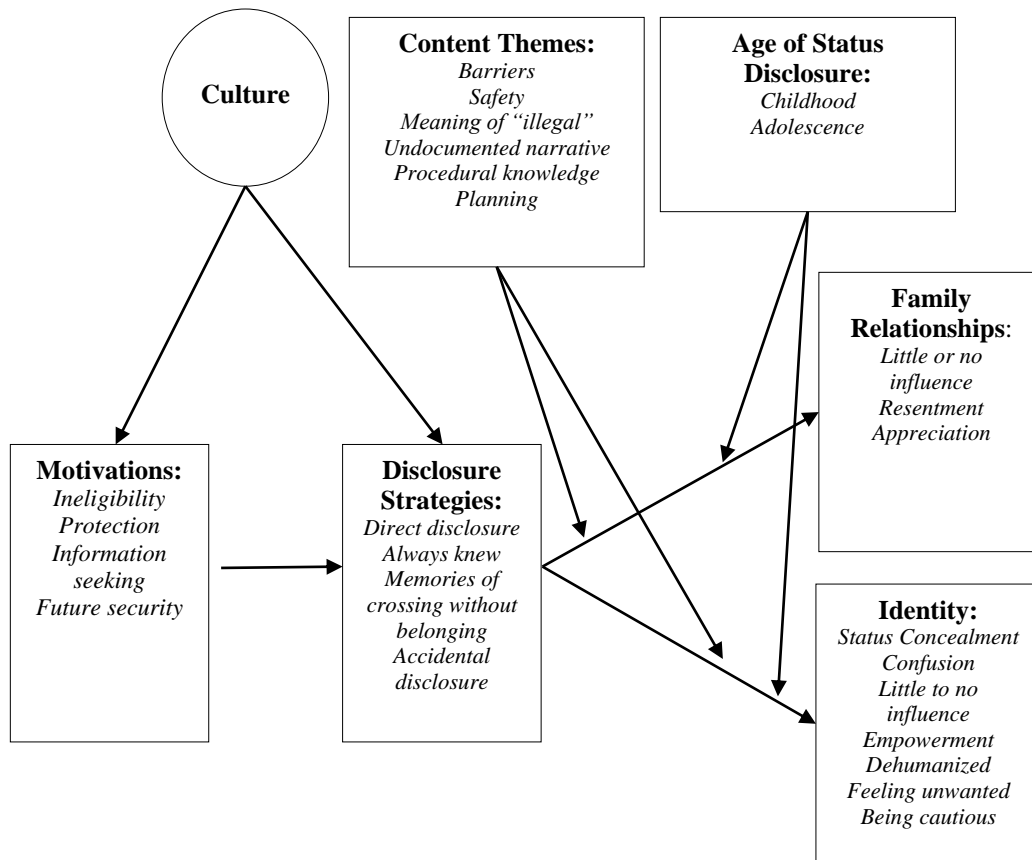 Culture
Content Themes:
Barriers
Safety
Meaning of “illegal”
Undocumented narrative
Procedural knowledge
Planning
Age of Status
Disclosure:
Childhood
Adolescence
Family
Relationships:
Little or no
influence
Resentment
Appreciation
Motivations:
Ineligibility
Protection
Information
seeking
Future security
Disclosure
Strategies:
Direct disclosure
Always knew
Memories of
crossing without
belonging
Accidental
disclosure
Identity:
Status Concealment
Confusion
Little to no
influence
Empowerment
Dehumanized
Feeling unwanted
Being cautious